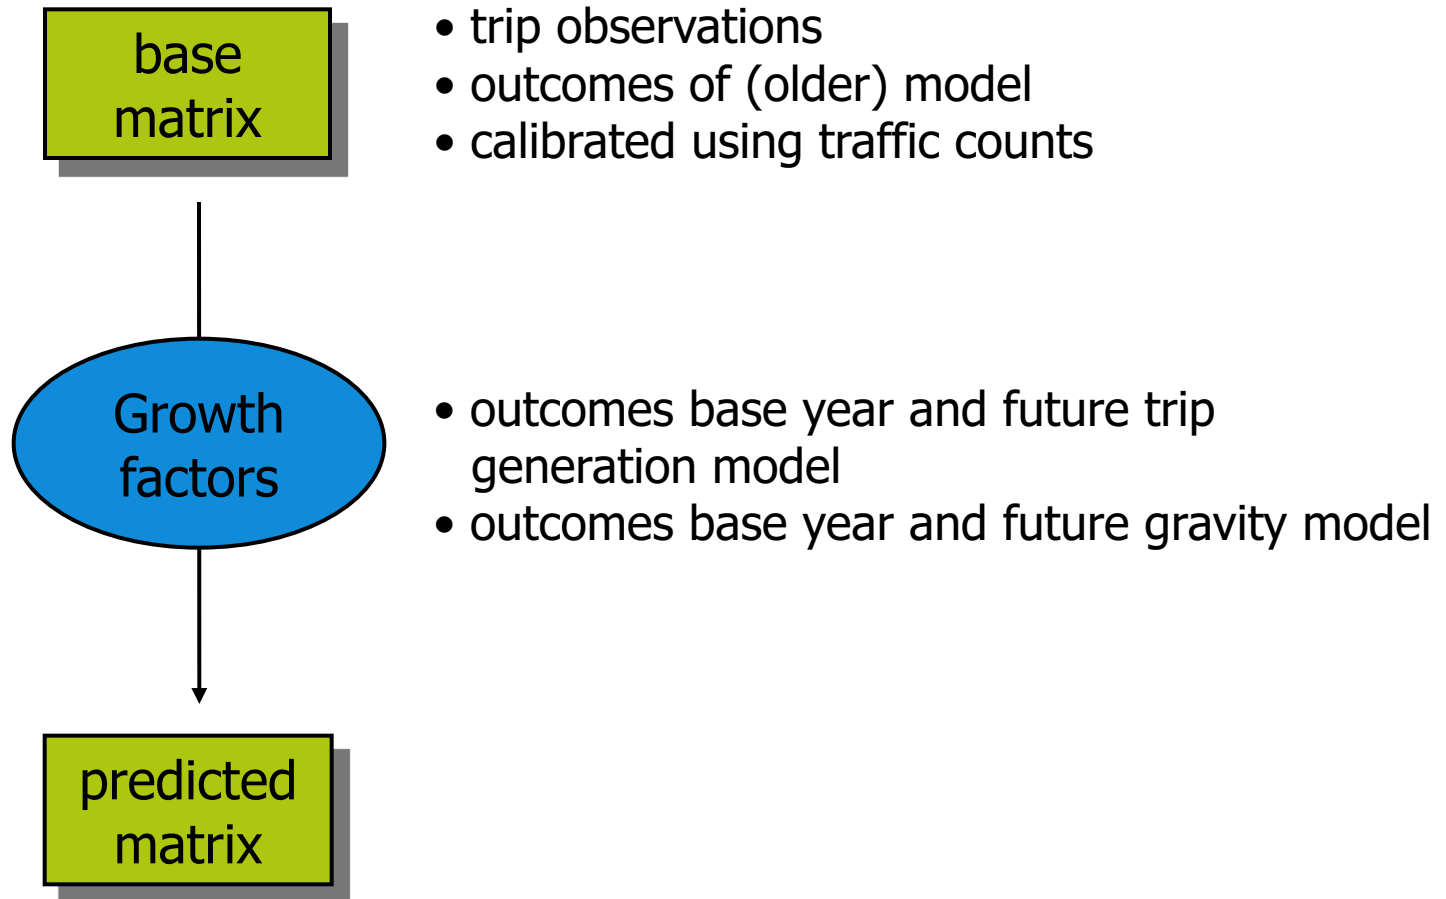 base
matrix
• trip observations
• outcomes of (older) model
• calibrated using traffic counts
Growth
factors
• outcomes base year and future trip
generation model
• outcomes base year and future gravity model
predicted
matrix